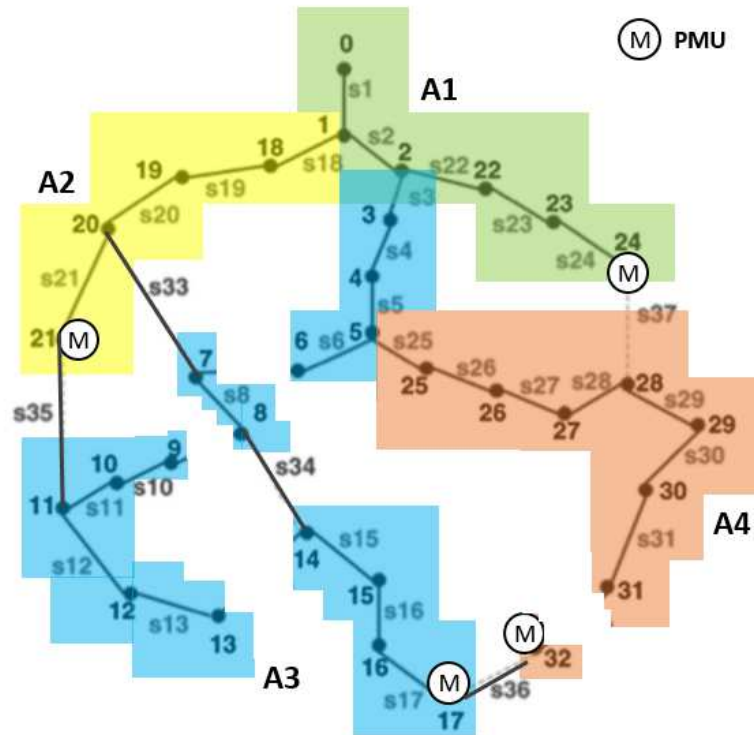 0
M PMU
s1
A1
1
s2
18
s18
2
s22
22
19
s19
A2
s3
23
s20
3
s23
24
20
s24
M
s4
s21
4
s33
s37
s5
21 M
5
6
s6
s25
7
s26
28
25
s28
s27
s29
s8
26
8
29
27
s35
s30
9
s34
10
30
s10
11
s11
A4
14
s15
s31
s12
15
31
12
s16
s13
13
M
16
32
A3
M
s17
s36
17